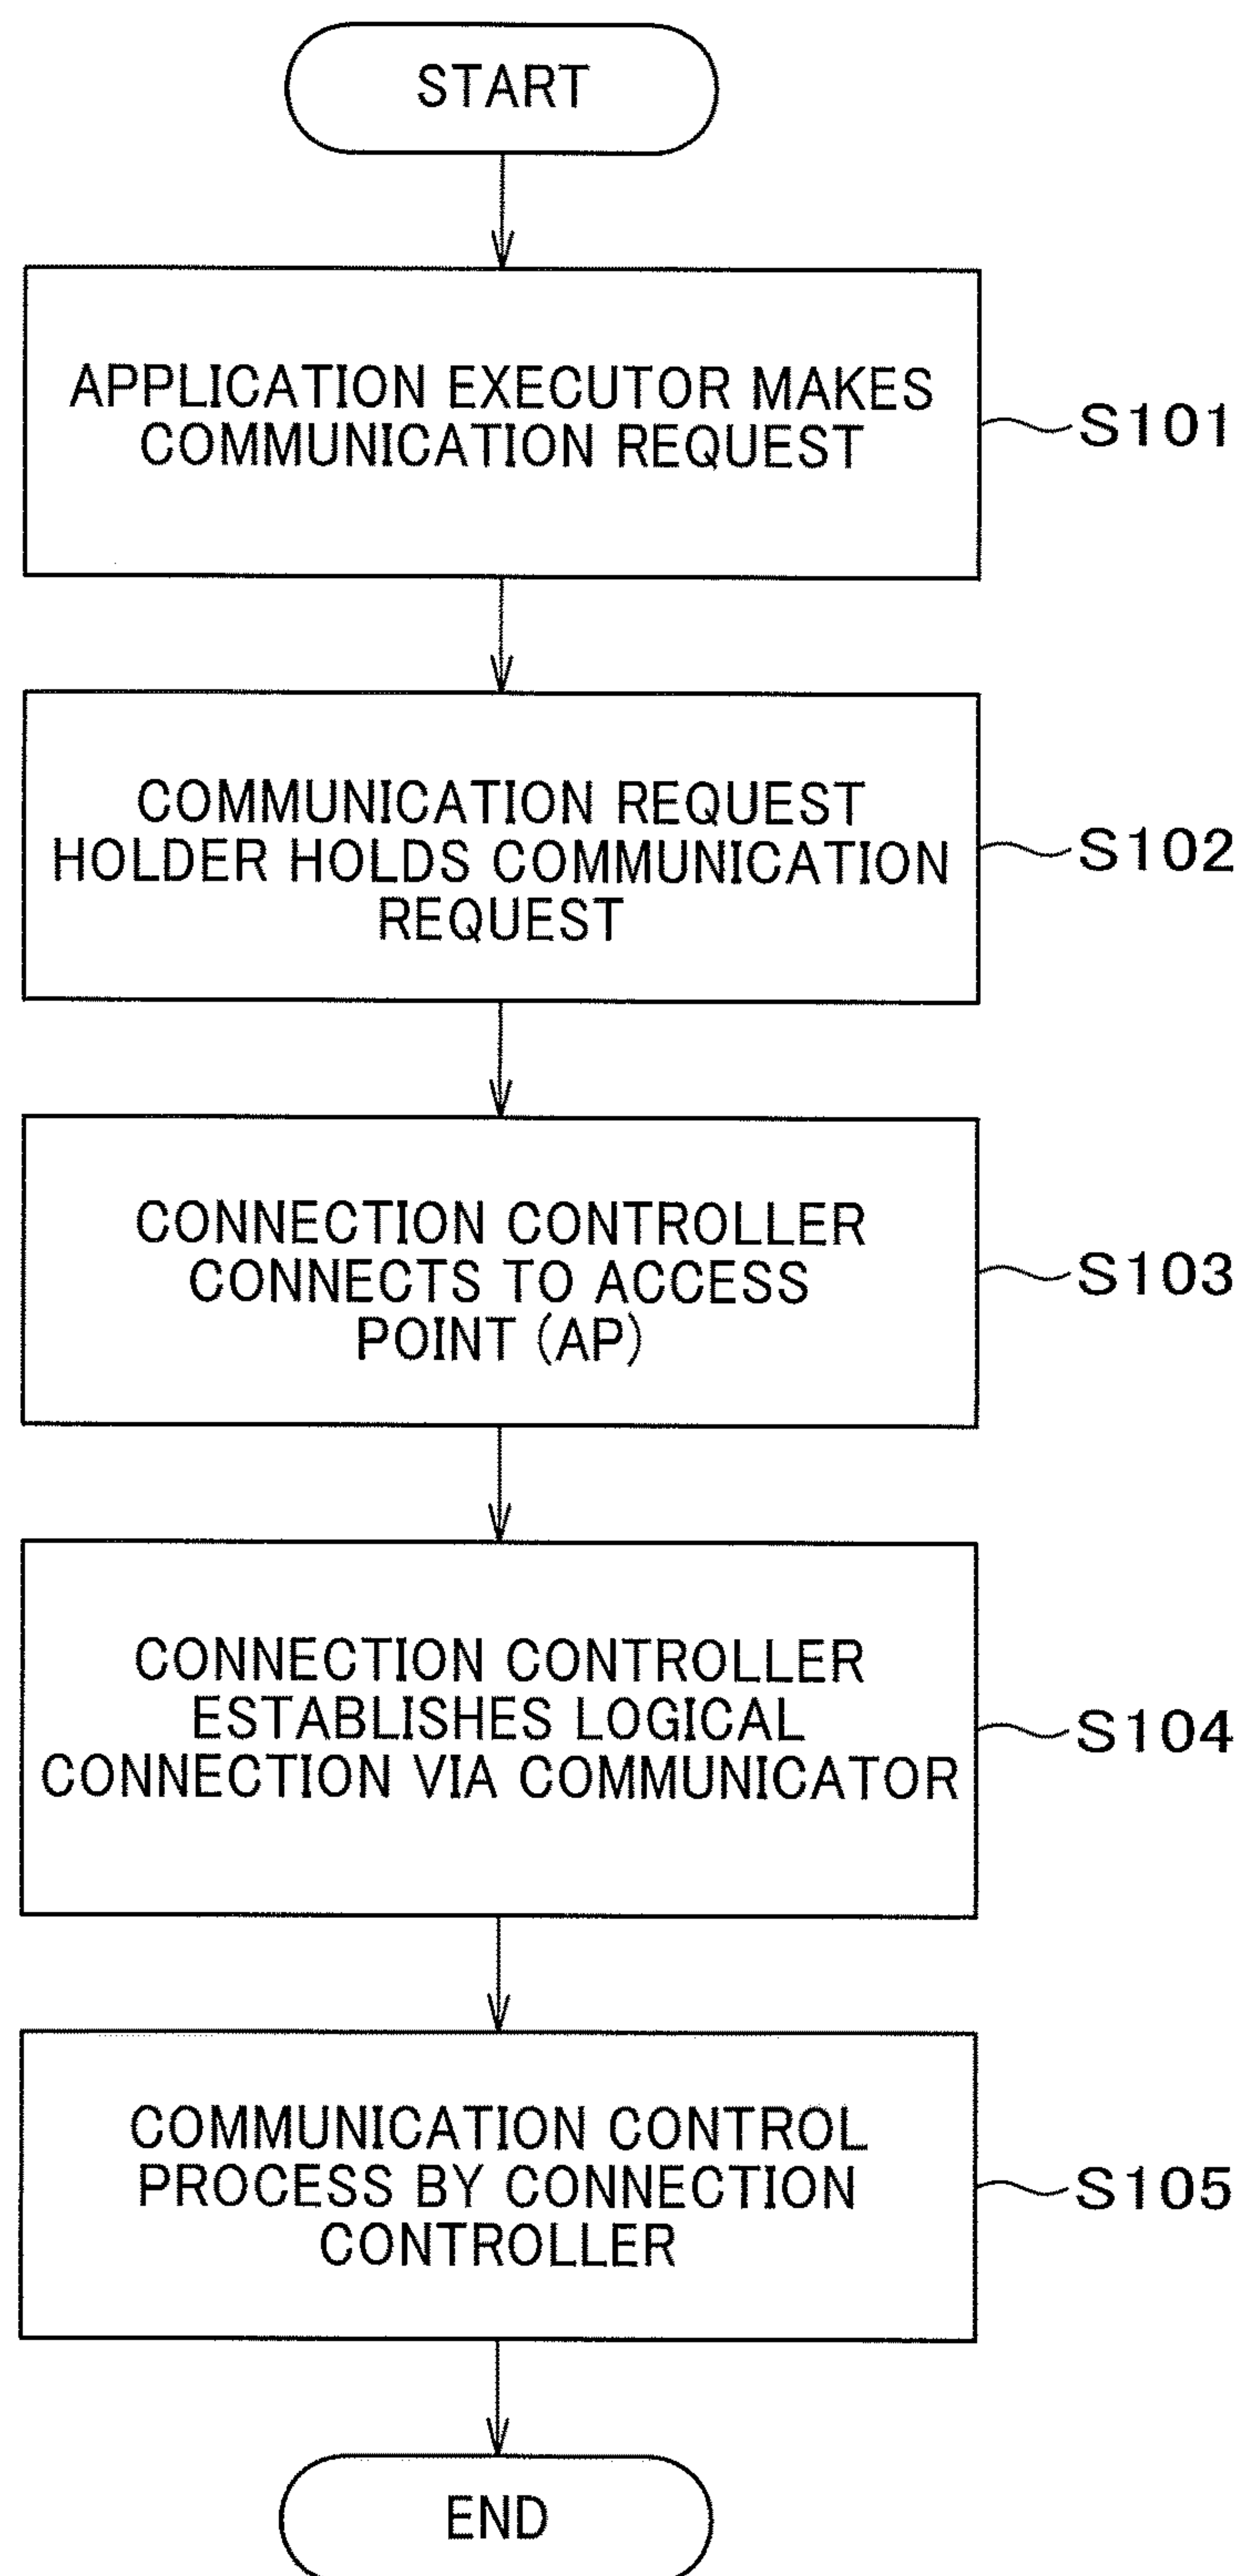 START
APPLICATION EXECUTOR MAKES
COMMUNICATION REQUEST
S101
COMMUNICATION REQUEST
HOLDER HOLDS COMMUNICATION
REQUEST
S102
CONNECTION CONTROLLER
CONNECTS TO ACCESS
POINT (AP)
S103
CONNECTION CONTROLLER
ESTABLISHES LOGICAL
CONNECTION VIA COMMUNICATOR
S104
COMMUNICATION CONTROL
PROCESS BY CONNECTION
CONTROLLER
S105
END